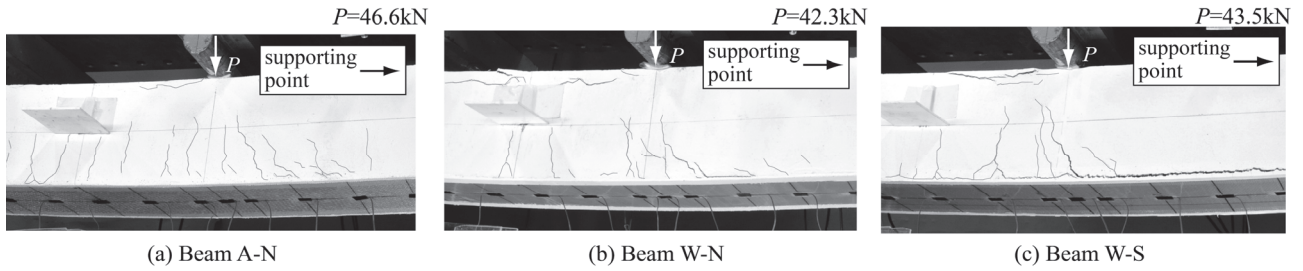 P=46.6kN
P
supporting
point
(a) Beam A-N
P=42.3kN
P
supporting
point
(b) Beam W-N
P=43.5kN
P
supporting
point
(c) Beam W-S